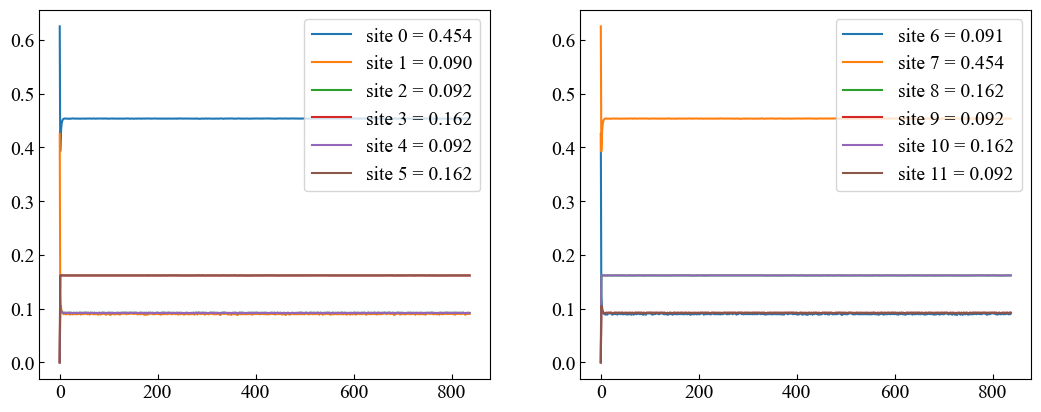 0.6
0.5
0.4
0.3
0.2
0.1
0.0
0
200
400
600
800
site 0 = 0.454
site 1 = 0.090
site 2 = 0.092
site 3 = 0.162
site 4 = 0.092
site 5 = 0.162
0.6
0.5
0.4
0.3
0.2
0.1
0.0
0
200
400
600
800
site 6 = 0.091
site 7 = 0.454
site 8 = 0.162
site 9 = 0.092
site 10 = 0.162
site 11 = 0.092